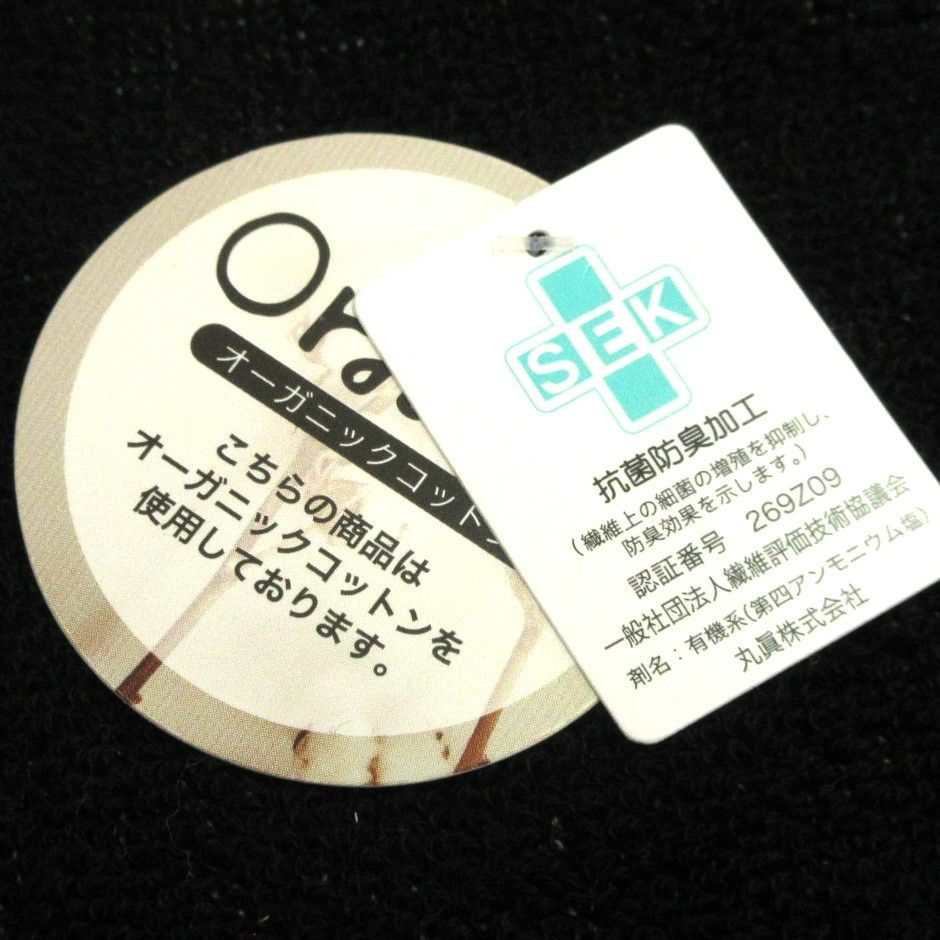 Orga
オーガニックコットン
こちらの商品は
オーガニックコットンを
使用しております。
SEK
抗菌防臭加工
(繊維上の細菌の増殖を抑制し、
防臭効果を示します。)
認証番号 269Z09
一般社団法人繊維評価技術協議会
剤名:有機系(第四アンモニウム塩)
丸眞株式会社